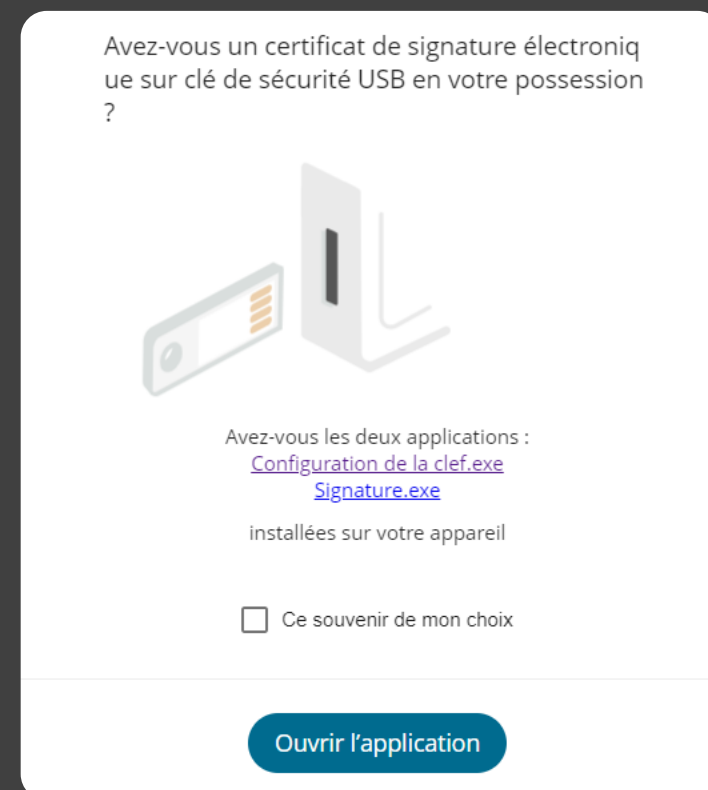 Avez-vous un certificat de signature électroniq
ue sur clé de sécurité USB en votre possession
?
Avez-vous les deux applications :
Configuration de la clef.exe
Signature.exe
installées sur votre appareil
Ce souvenir de mon choix
Ouvrir l’application